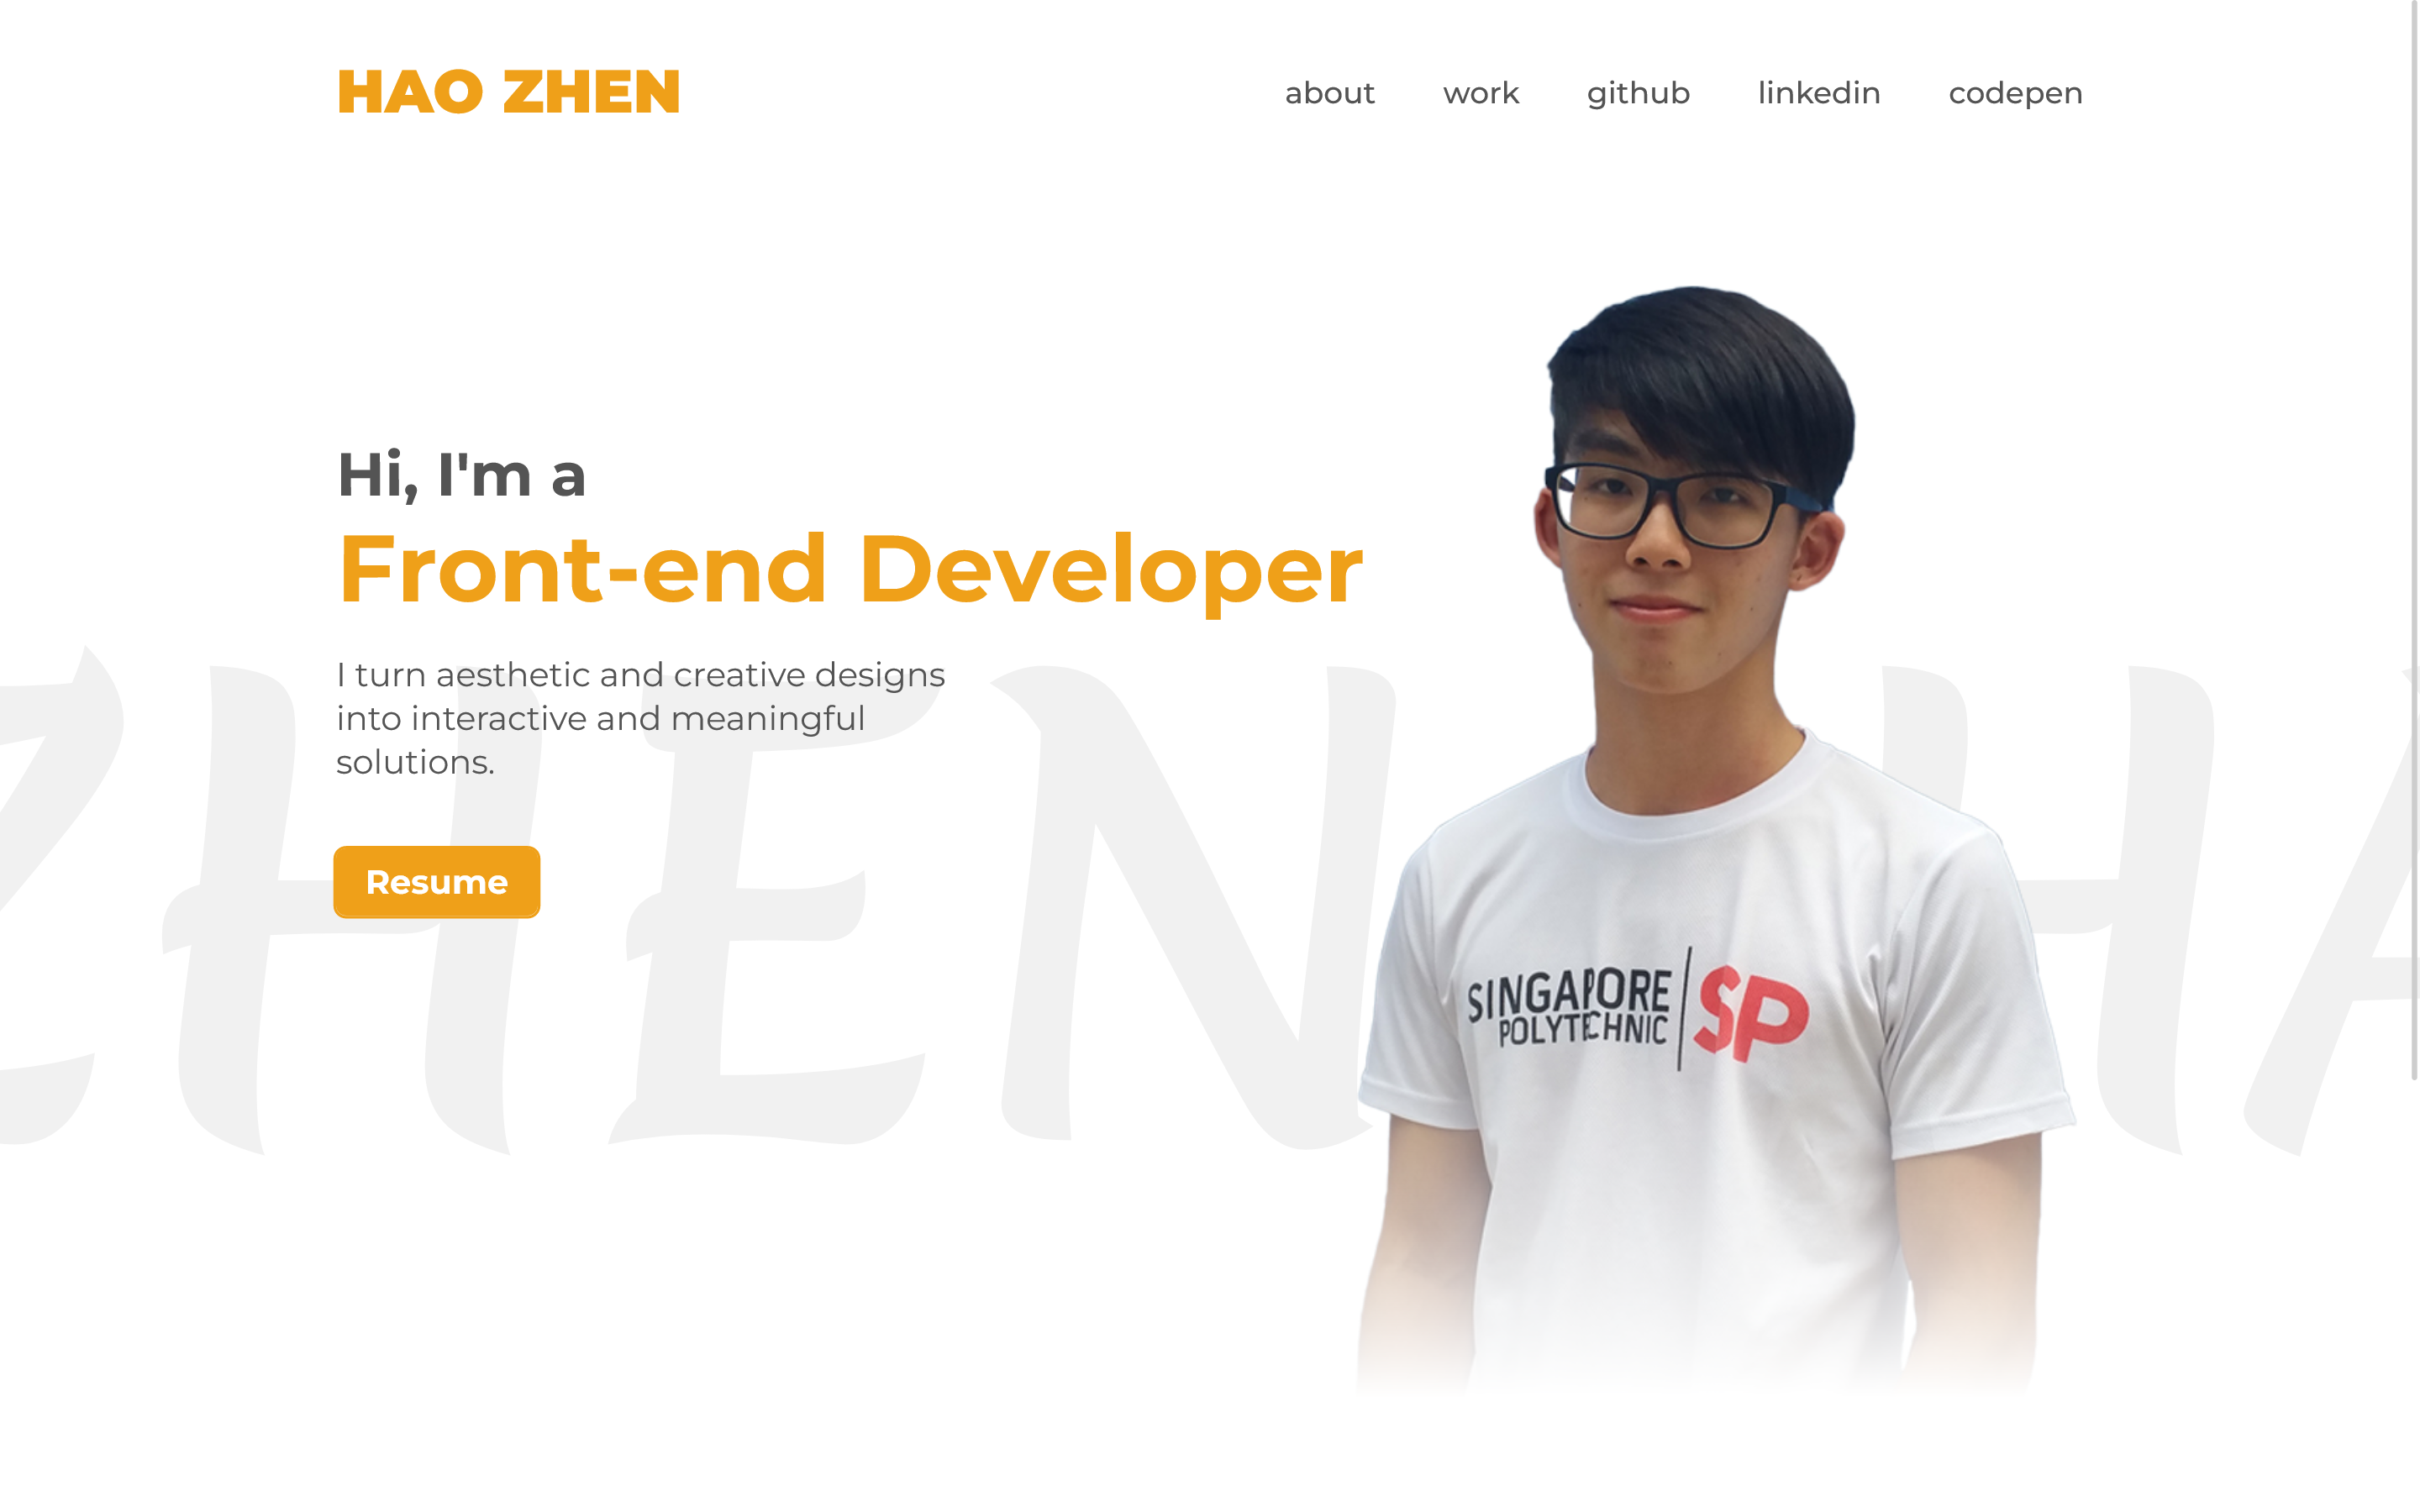 HAO ZHEN
about work github linkedin codepen
Hi, I'm a
Front-end Developer
I turn aesthetic and creative designs
into interactive and meaningful
solutions.
Resume
ZHEN HA
SINGAPORE
POLYTECHNIC
SP